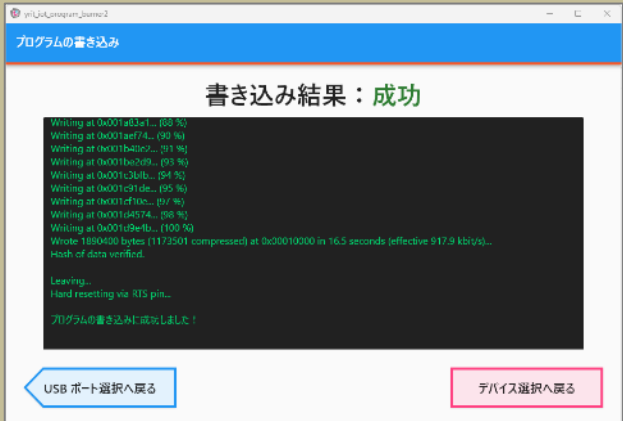 yrit_iot_program_burner2
プログラムの書き込み
書き込み結果：成功
Writing at 0x001a83a1... (88 %)
Writing at 0x001aef74... (90 %)
Writing at 0x001b40e2... (91 %)
Writing at 0x001ba2d9... (93 %)
Writing at 0x001c3bfb... (94 %)
Writing at 0x001c91de... (95 %)
Writing at 0x001cf10e... (97 %)
Writing at 0x001d4574... (98 %)
Writing at 0x001d9e4b... (100 %)
Wrote 1890400 bytes (1173501 compressed) at 0x00010000 in 16.5 seconds (effective 917.9 kbit/s)...
Hash of data verified.
Leaving...
Hard resetting via RTS pin...
プログラムの書き込みに成功しました！
USB ポート選択へ戻る
デバイス選択へ戻る